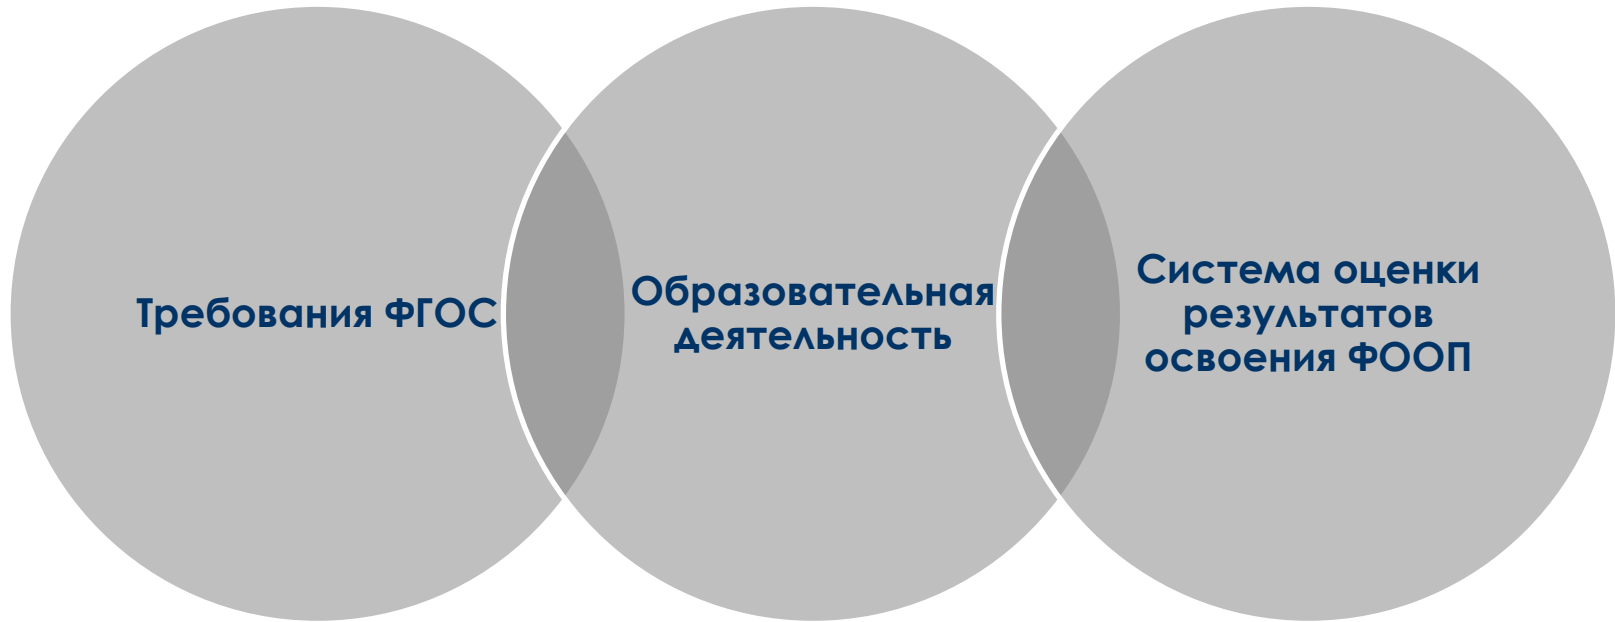 Требования ФГОС
Образовательная
деятельность
Система оценки
результатов
освоения ФООП